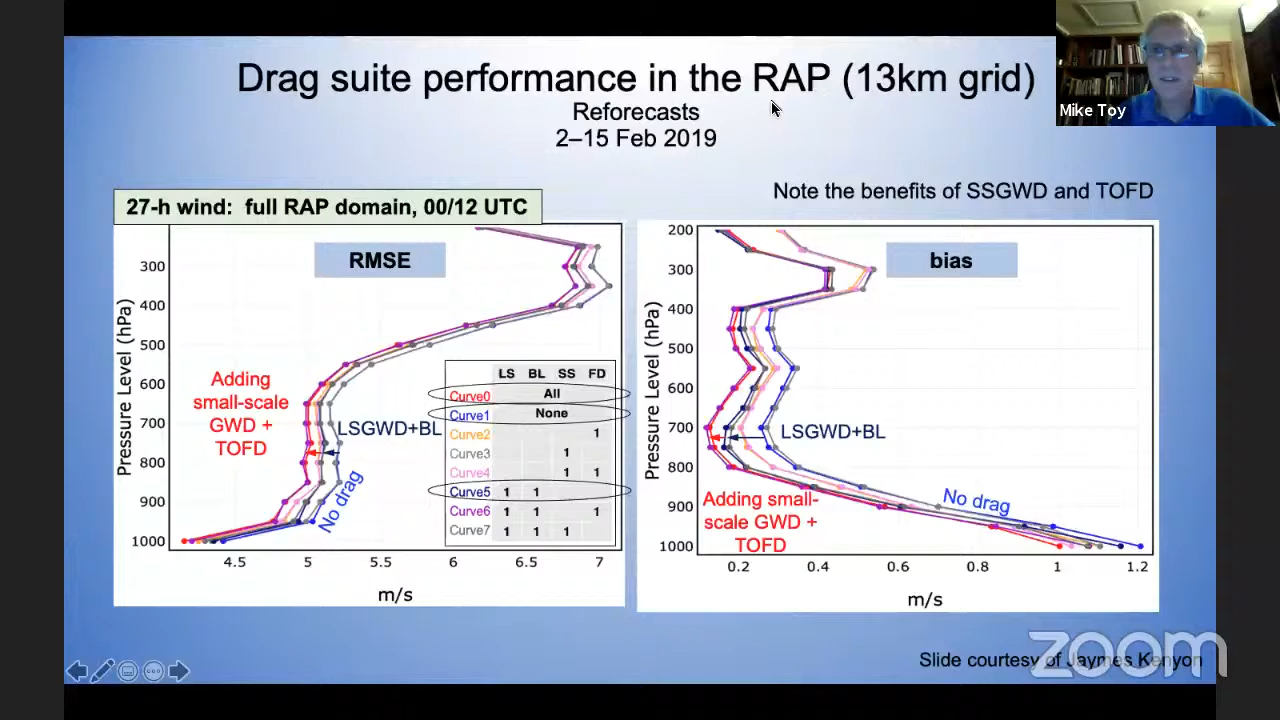 Drag suite performance in the RAP (13km grid)
Reforecasts
2–15 Feb 2019
Mike Toy
Note the benefits of SSGWD and TOFD
27-h wind: full RAP domain, 00/12 UTC
RMSE
Pressure Level (hPa)
300
400
500
600
700
800
900
1000
4.5 5 5.5 6 6.5 7
m/s
Adding
small-scale
GWD +
TOFD
LSGWD+BL
No drag
LS BL SS FD
Curve0 All
Curve1 None
Curve2 1
Curve3 1
Curve4 1 1
Curve5 1 1
Curve6 1 1 1
Curve7 1 1 1
bias
Pressure Level (hPa)
200
300
400
500
600
700
800
900
1000
0.2 0.4 0.6 0.8 1 1.2
m/s
LSGWD+BL
No drag
Adding small-
scale GWD +
TOFD
Slide courtesy of Jaymes Kenyon
zoom